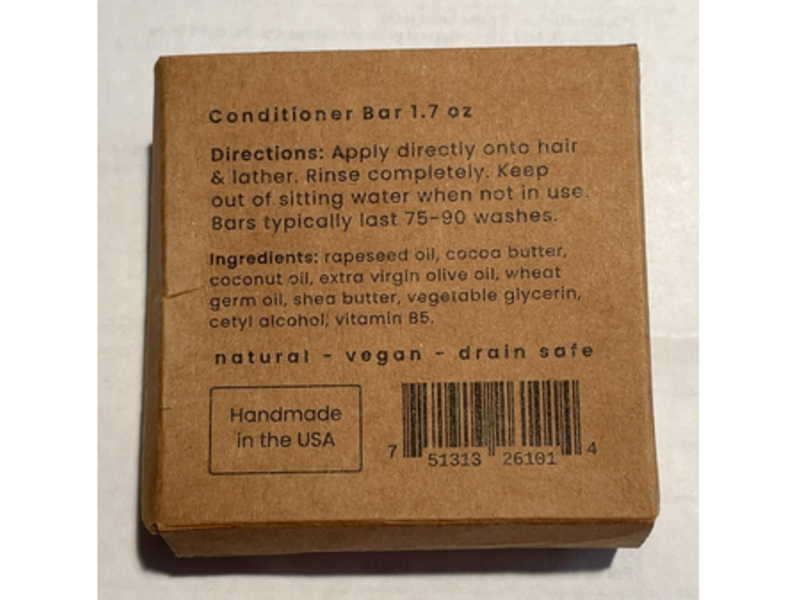 Conditioner Bar 1.7 oz
Directions: Apply directly onto hair
& lather. Rinse completely. Keep
out of sitting water when not in use.
Bars typically last 75-90 washes.
Ingredients: rapeseed oil, cocoa butter,
coconut oil, extra virgin olive oil, wheat
germ oil, shea butter, vegetable glycerin,
cetyl alcohol, vitamin B5.
natural - vegan - drain safe
Handmade
in the USA
7 51313 26101 4